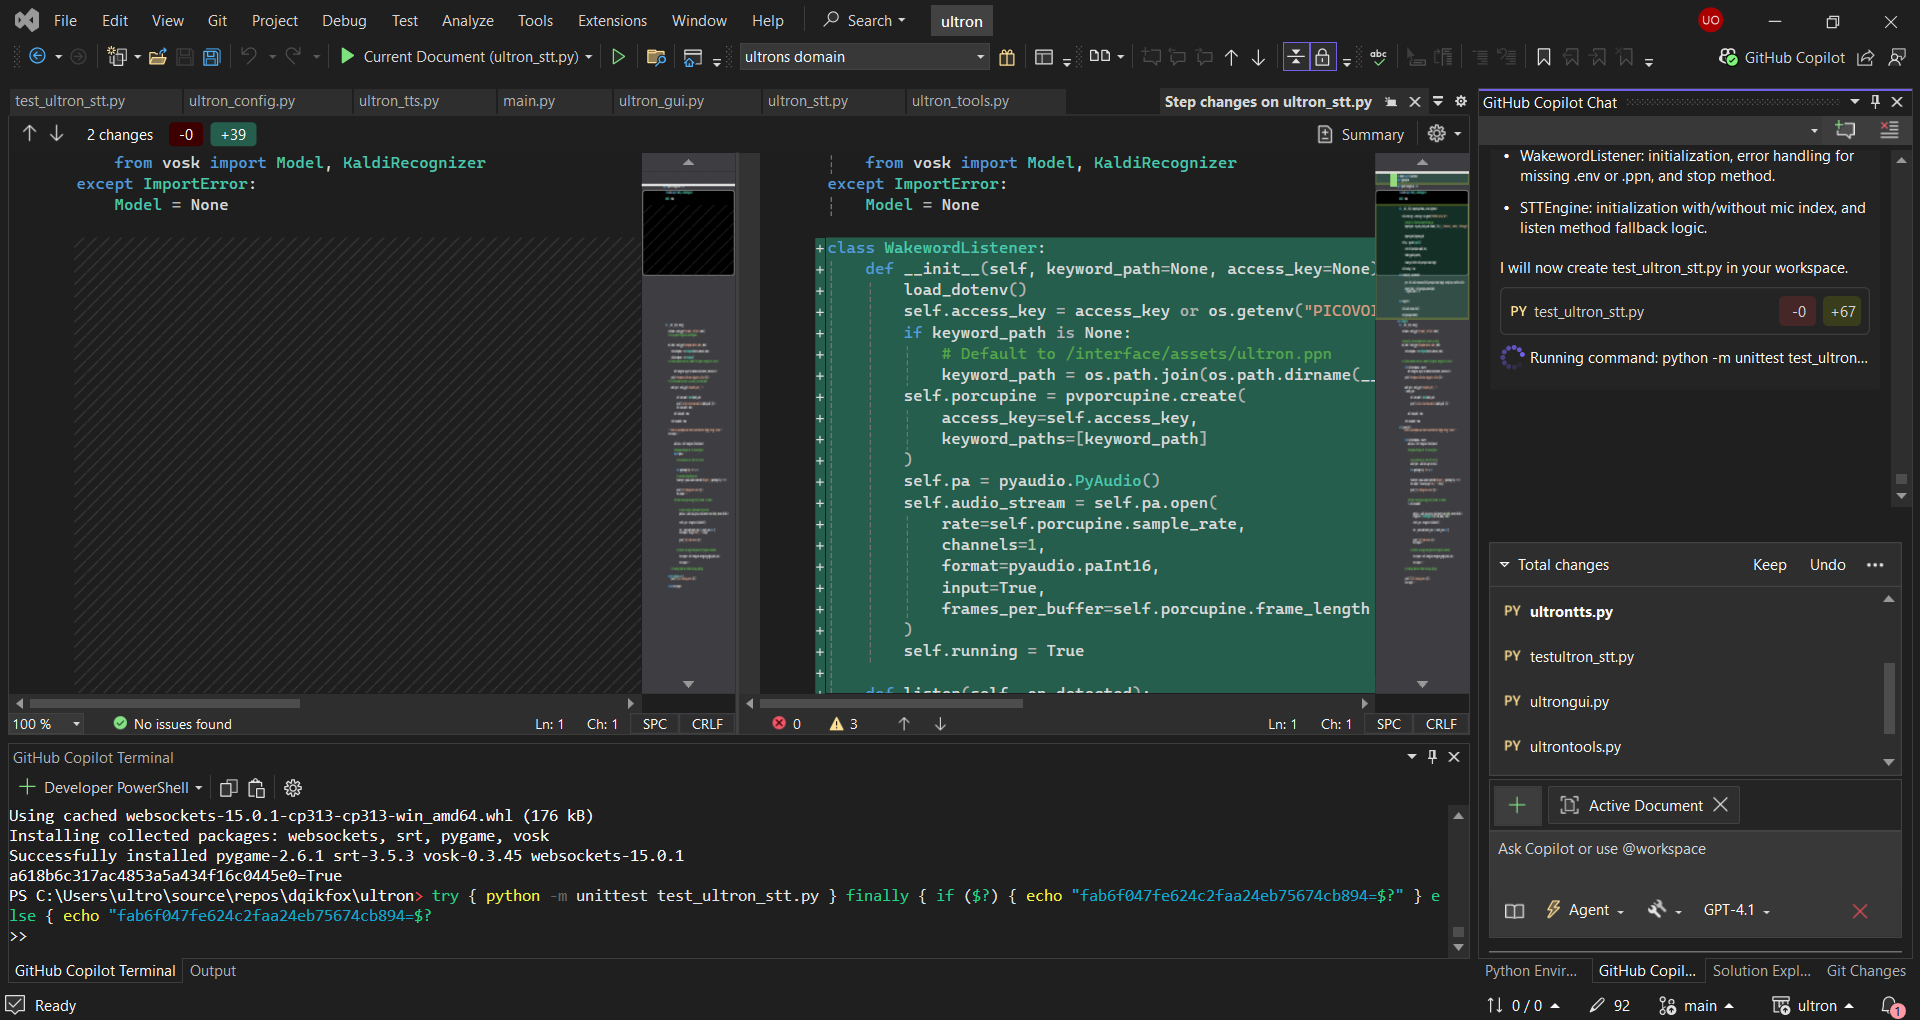 File Edit View Git Project Debug Test Analyze Tools Extensions Window Help Search ultron UO
Current Document (ultron_stt.py) ultrons domain abc GitHub Copilot
test_ultron_stt.py ultron_config.py ultron_tts.py main.py ultron_gui.py ultron_stt.py ultron_tools.py Step changes on ultron_stt.py
2 changes -0 +39 Summary
from vosk import Model, KaldiRecognizer
except ImportError:
Model = None
from vosk import Model, KaldiRecognizer
except ImportError:
Model = None
+class WakewordListener:
+ def __init__(self, keyword_path=None, access_key=None)
+ load_dotenv()
+ self.access_key = access_key or os.getenv("PICOVOI
+ if keyword_path is None:
+ # Default to /interface/assets/ultron.ppn
+ keyword_path = os.path.join(os.path.dirname(__
+ self.porcupine = pvporcupine.create(
+ access_key=self.access_key,
+ keyword_paths=[keyword_path]
+ )
+ self.pa = pyaudio.PyAudio()
+ self.audio_stream = self.pa.open(
+ rate=self.porcupine.sample_rate,
+ channels=1,
+ format=pyaudio.paInt16,
+ input=True,
+ frames_per_buffer=self.porcupine.frame_length
+ )
+ self.running = True
+
+ def listen(self, on_detected):
100 % No issues found Ln: 1 Ch: 1 SPC CRLF
0 3 Ln: 1 Ch: 1 SPC CRLF
GitHub Copilot Terminal
+ Developer PowerShell
Using cached websockets-15.0.1-cp313-cp313-win_amd64.whl (176 kB)
Installing collected packages: websockets, srt, pygame, vosk
Successfully installed pygame-2.6.1 srt-3.5.3 vosk-0.3.45 websockets-15.0.1
a618b6c317ac4853a5a434f16c0445e0=True
PS C:\Users\ultro\source\repos\dqikfox\ultron> try { python -m unittest test_ultron_stt.py } finally { if ($?) { echo "fab6f047fe624c2faa24eb75674cb894=$?" } e
lse { echo "fab6f047fe624c2faa24eb75674cb894=$?
>>
GitHub Copilot Terminal Output
Ready
GitHub Copilot Chat
• WakewordListener: initialization, error handling for
missing .env or .ppn, and stop method.
• STTEngine: initialization with/without mic index, and
listen method fallback logic.
I will now create test_ultron_stt.py in your workspace.
PY test_ultron_stt.py -0 +67
Running command: python -m unittest test_ultron...
Total changes Keep Undo
PY ultrontts.py
PY testultron_stt.py
PY ultrongui.py
PY ultrontools.py
Active Document
Ask Copilot or use @workspace
Agent GPT-4.1
Python Envir... GitHub Copil... Solution Expl... Git Changes
0 / 0 92 main ultron 1